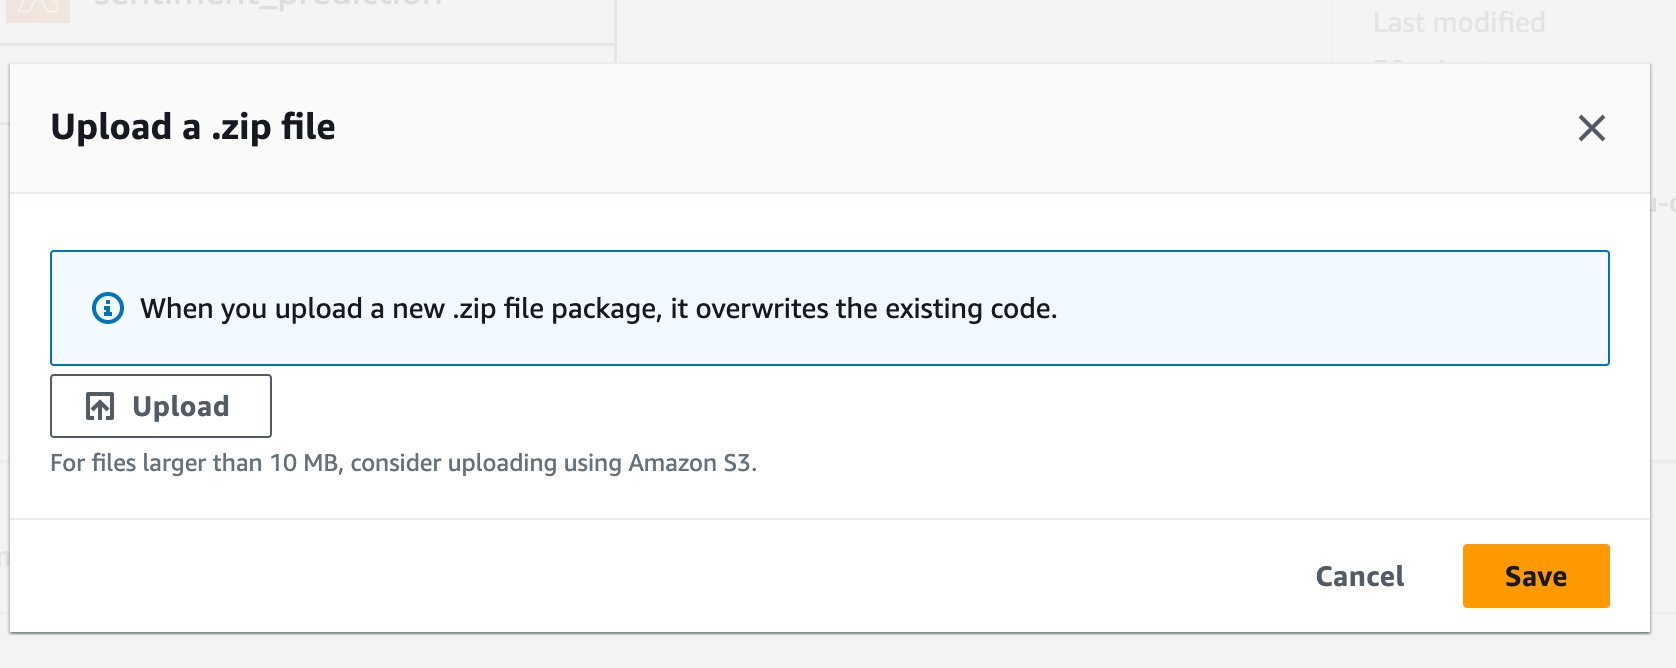 sentiment_prediction
Last modified
Upload a .zip file
When you upload a new .zip file package, it overwrites the existing code.
Upload
For files larger than 10 MB, consider uploading using Amazon S3.
Cancel
Save